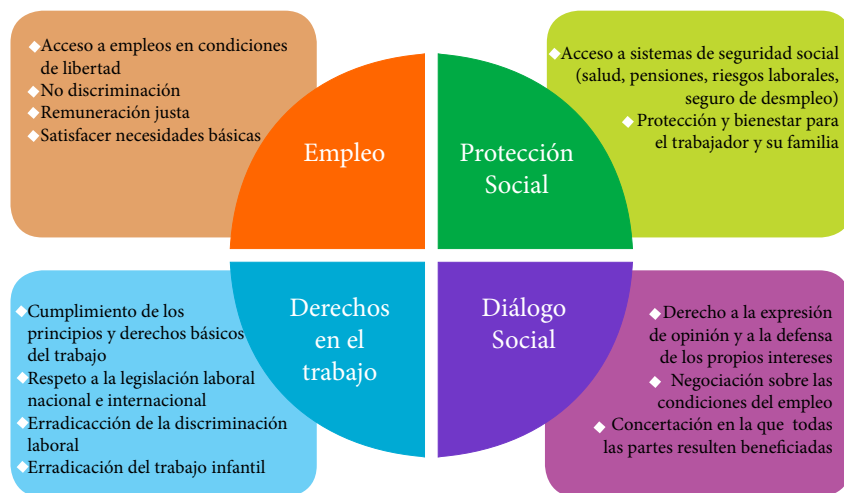 ◆Acceso a empleos en condiciones
de libertad
◆No discriminación
◆Remuneración justa
◆Satisfacer necesidades básicas
Empleo
Protección
Social
◆Acceso a sistemas de seguridad social
(salud, pensiones, riesgos laborales,
seguro de desmpleo)
◆ Protección y bienestar para
el trabajador y su familia
◆Cumplimiento de los
principios y derechos básicos
del trabajo
◆Respeto a la legislación laboral
nacional e internacional
◆Erradicacción de la discriminación
laboral
◆Erradicación del trabajo infantil
Derechos
en el
trabajo
Diálogo
Social
◆ Derecho a la expresión
de opinión y a la defensa
de los propios intereses
◆ Negociación sobre las
condiciones del empleo
◆ Concertación en la que todas
las partes resulten beneficiadas